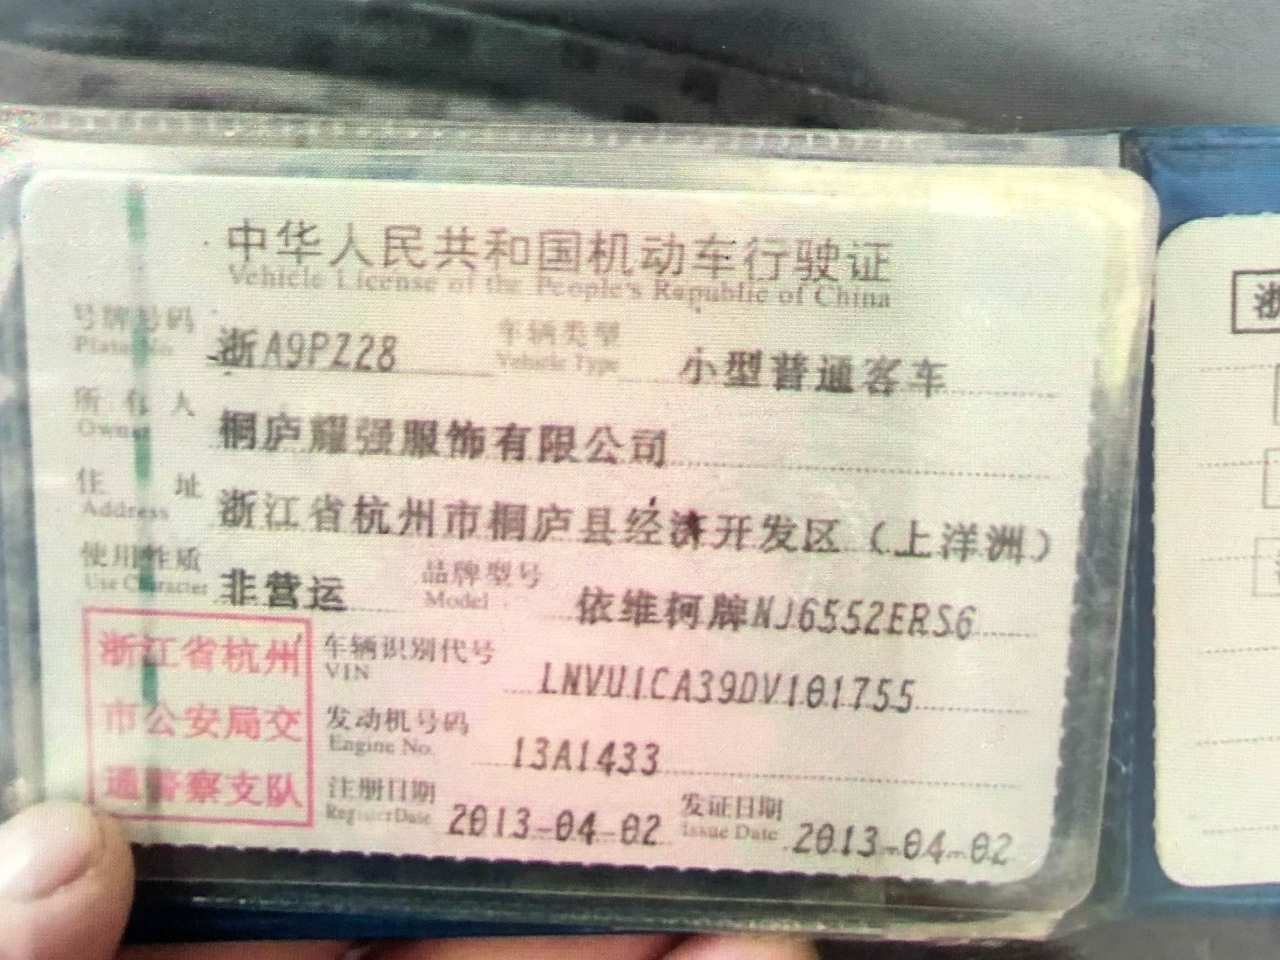 中华人民共和国机动车行驶证
Vehicle License of the People's Republic of China
号牌号码 浙A9PZ28 车辆类型 小型普通客车
Plate No. Vehicle Type
所有人 桐庐耀强服饰有限公司
Owner
住址 浙江省杭州市桐庐县经济开发区（上洋洲）
Address
使用性质 非营运 品牌型号 依维柯牌NJ6552ERS6
Use Character Model
浙江省杭州
市公安局交
通警察支队
车辆识别代号 LNVU1CA39DV101755
VIN
发动机号码 13A1433
Engine No.
注册日期 2013-04-02 发证日期 2013-04-02
Register Date Issue Date
浙